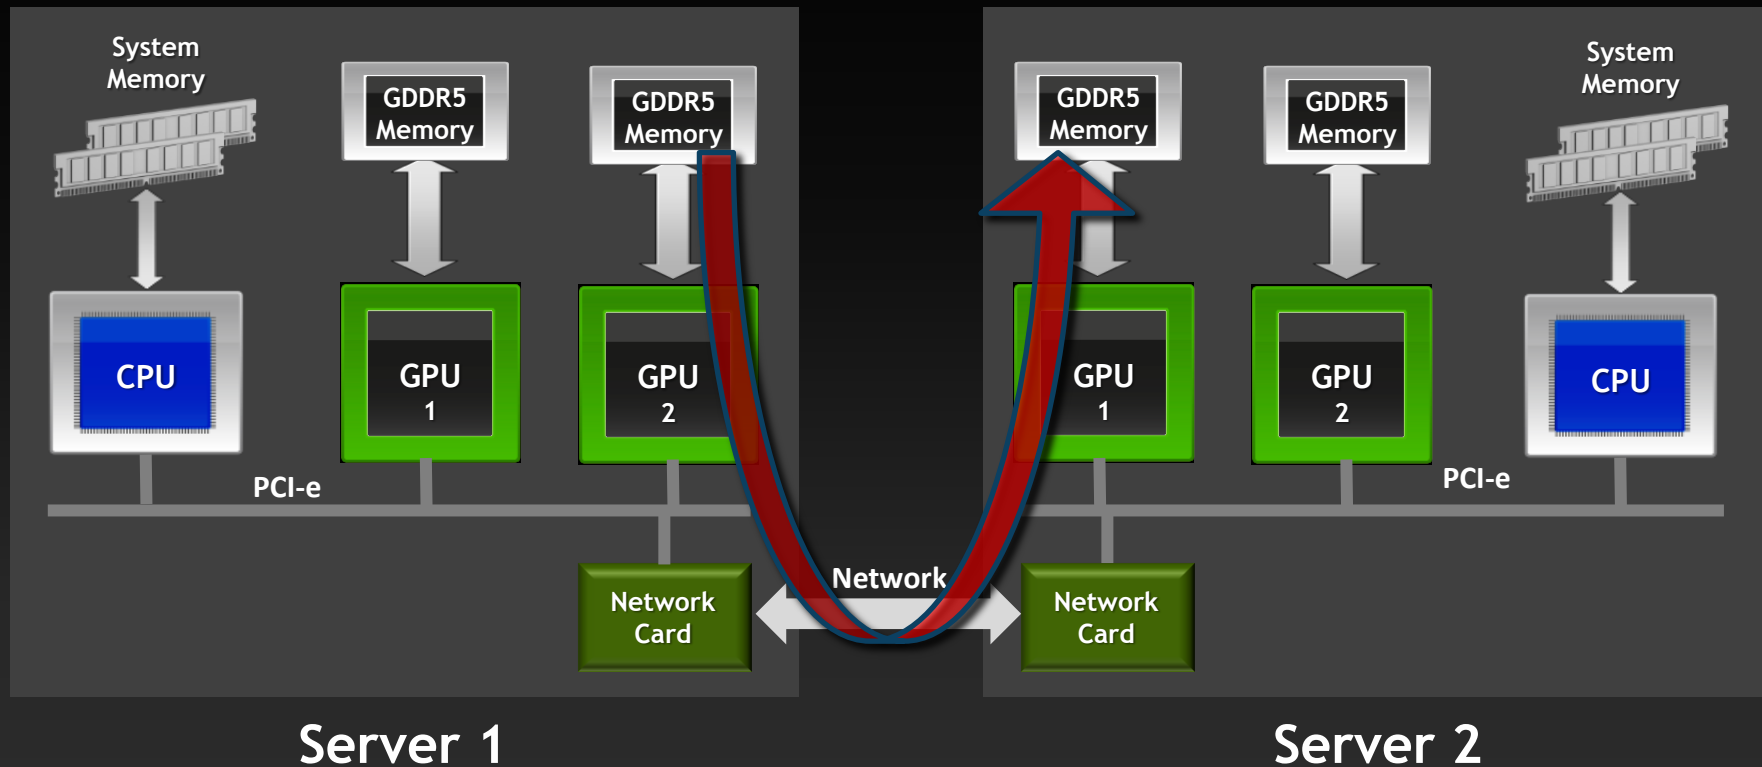 System
Memory
GDDR5
Memory
GDDR5
Memory
CPU
GPU
1
GPU
2
PCI-e
Network
Card
Server 1
Network
GDDR5
Memory
GDDR5
Memory
System
Memory
GPU
1
GPU
2
CPU
PCI-e
Network
Card
Server 2